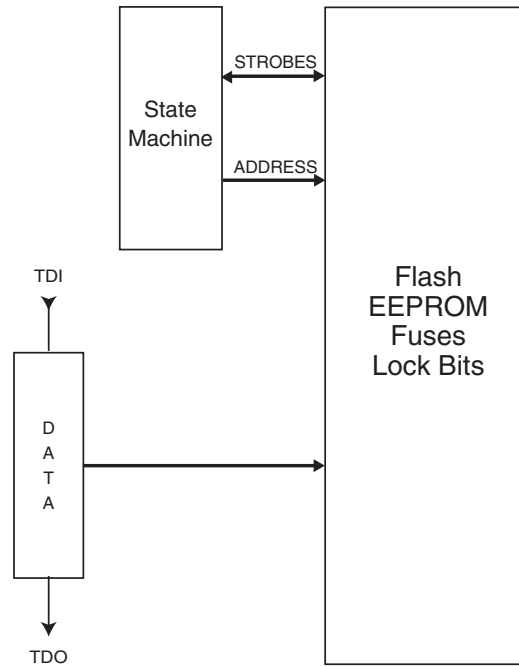 STROBES
State
Machine
ADDRESS
TDI
Flash
EEPROM
Fuses
Lock Bits
D
A
T
A
TDO